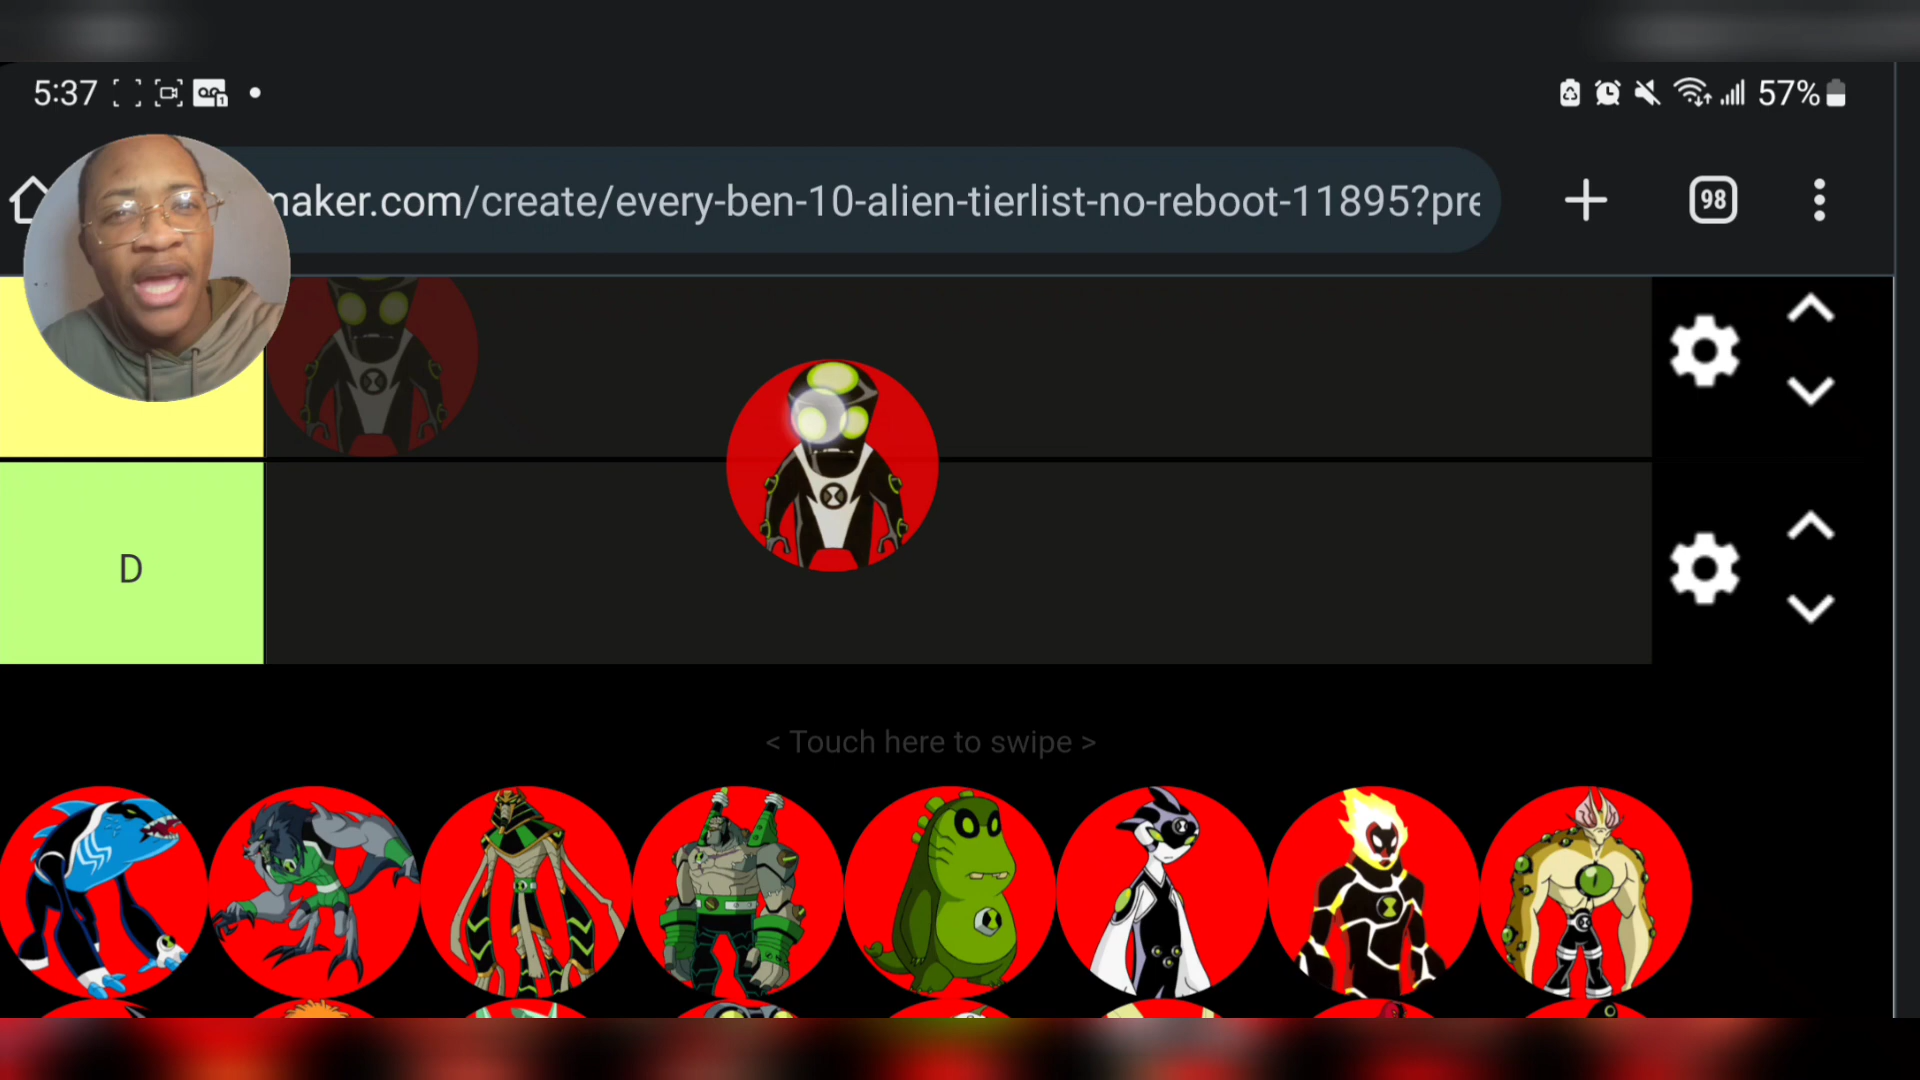 5:37
57%
maker.com/create/every-ben-10-alien-tierlist-no-reboot-11895?pre
98
D
< Touch here to swipe >